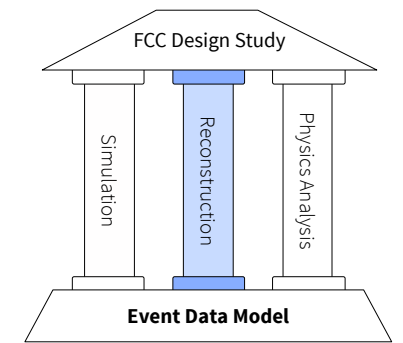 FCC Design Study
Simulation
Reconstruction
Physics Analysis
Event Data Model